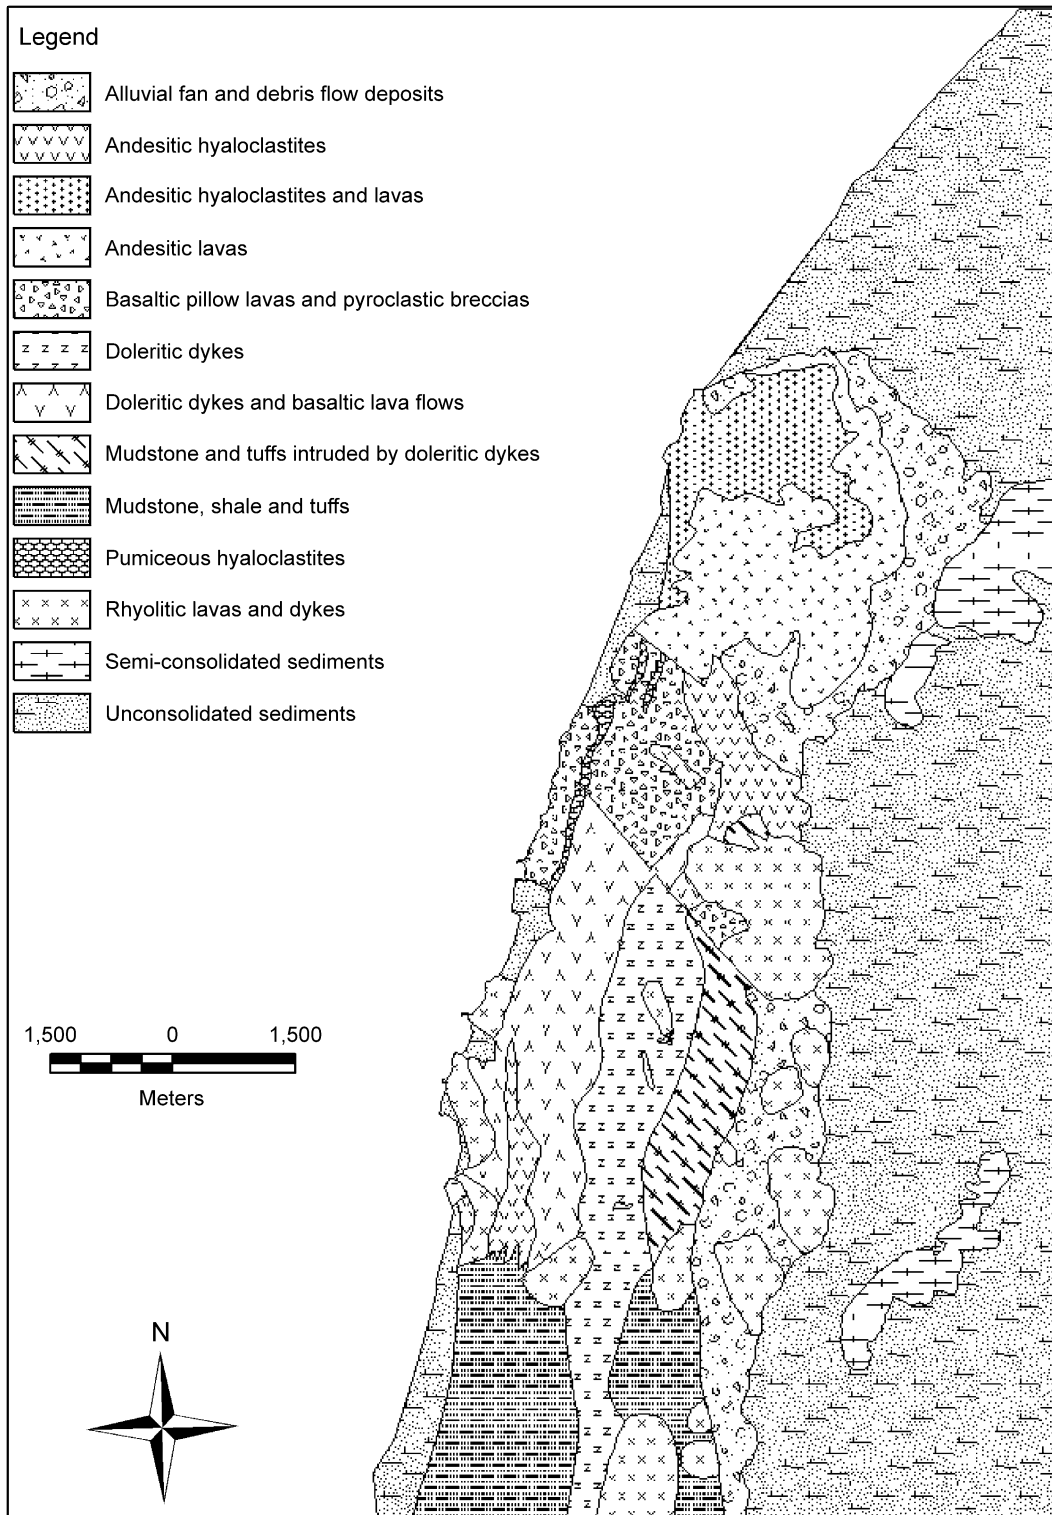 Legend
Alluvial fan and debris flow deposits
Andesitic hyaloclastites
Andesitic hyaloclastites and lavas
Andesitic lavas
Basaltic pillow lavas and pyroclastic breccias
Doleritic dykes
Doleritic dykes and basaltic lava flows
Mudstone and tuffs intruded by doleritic dykes
Mudstone, shale and tuffs
Pumiceous hyaloclastites
Rhyolitic lavas and dykes
Semi-consolidated sediments
Unconsolidated sediments
1,500 0 1,500
Meters
N